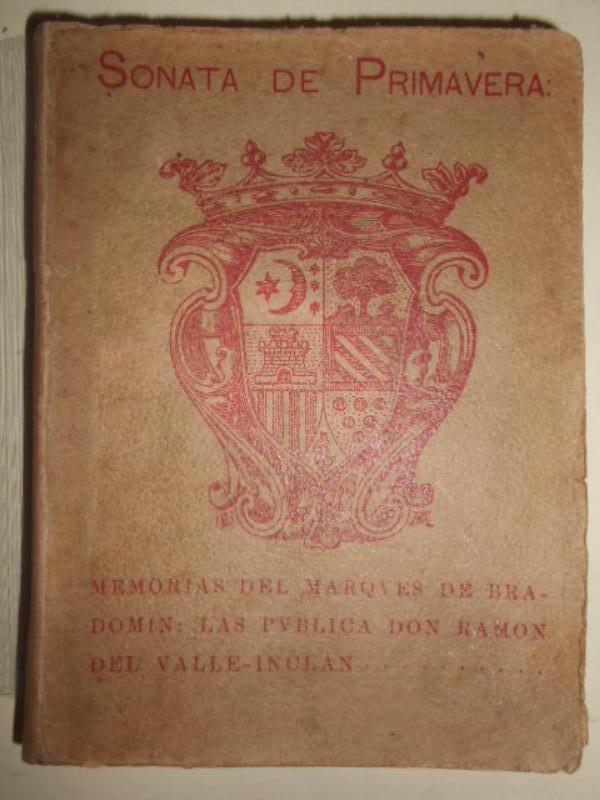 SONATA DE PRIMAVERA:
MEMORIAS DEL MARQVES DE BRA-
DOMIN: LAS PVBLICA DON RAMON
DEL VALLE-INCLAN . . . . . . . . . . .